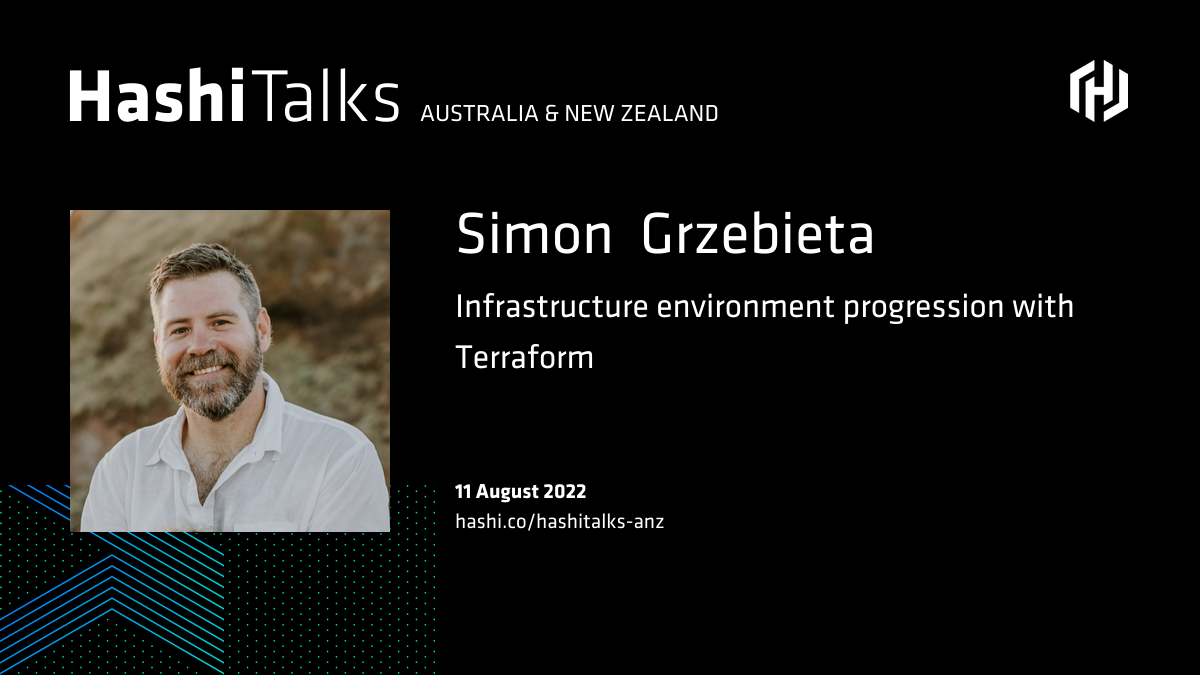 HashiTalks AUSTRALIA & NEW ZEALAND
Simon Grzebieta
Infrastructure environment progression with
Terraform
11 August 2022
hashi.co/hashitalks-anz